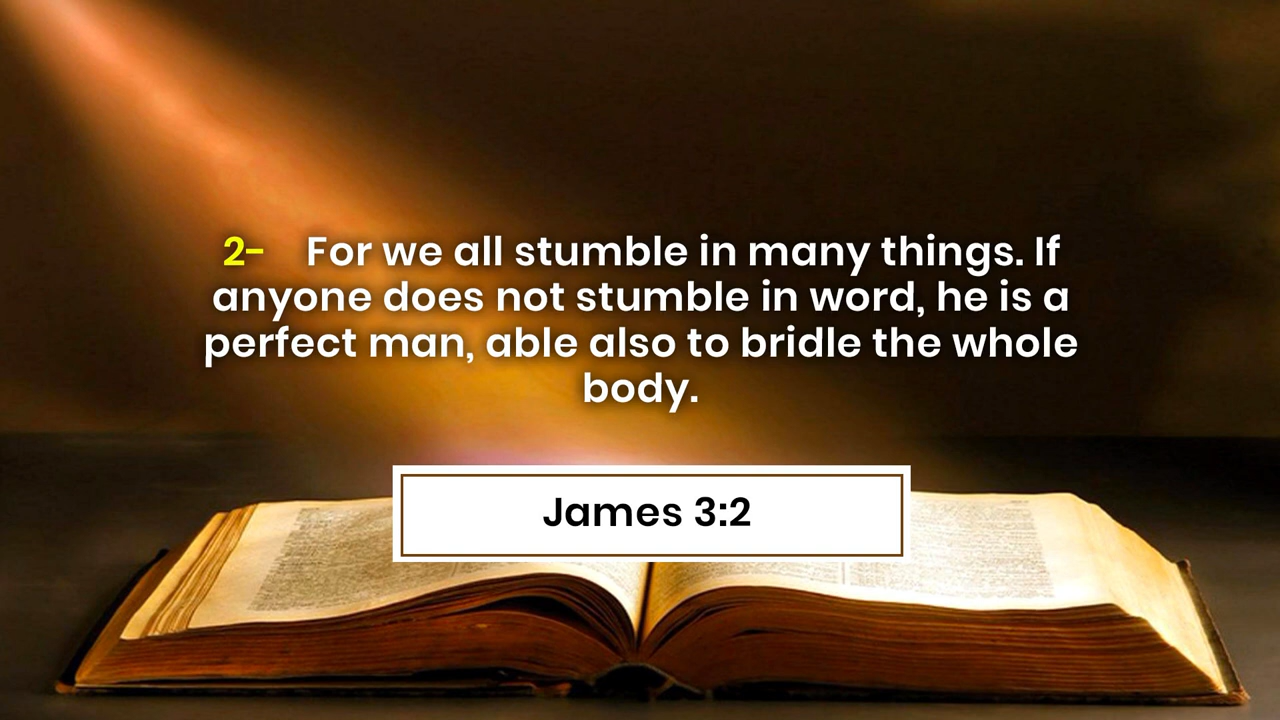 2- For we all stumble in many things. If
anyone does not stumble in word, he is a
perfect man, able also to bridle the whole
body.
James 3:2